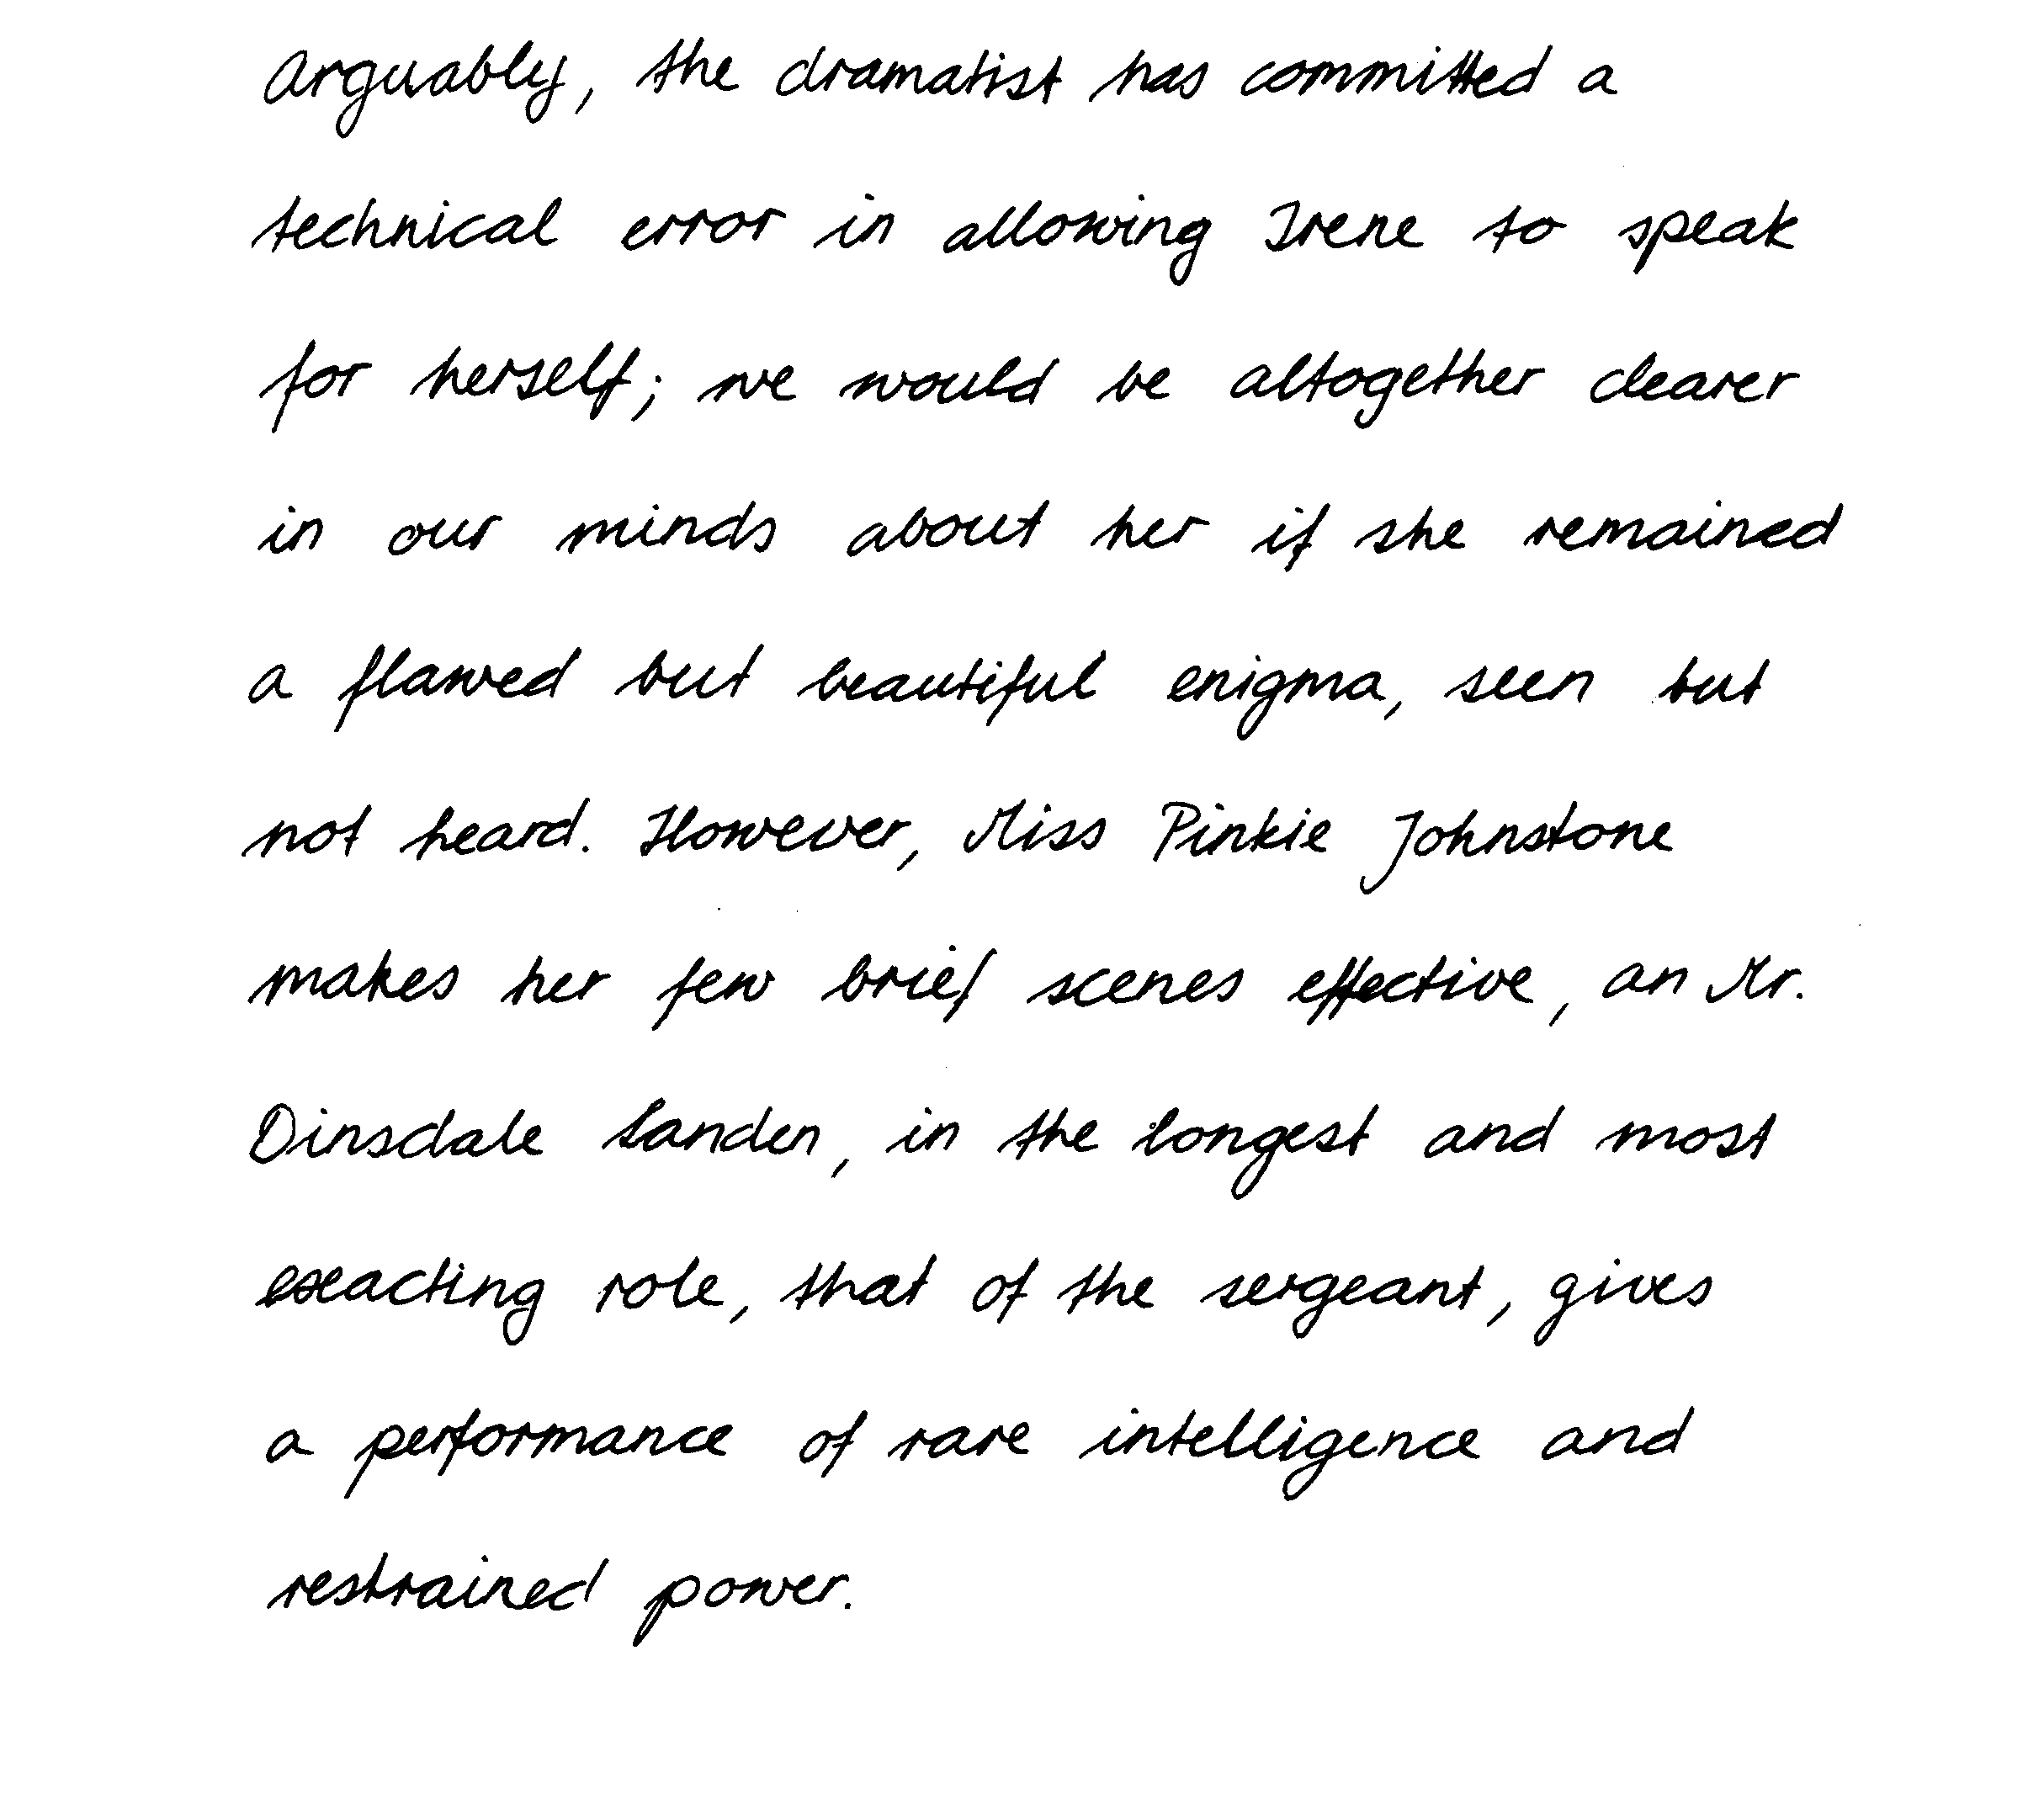 Arguably, the dramatist has committed a
technical error in allowing Irene to speak
for herself; we would be altogether clearer
in our minds about her if she remained
a flawed but beautiful enigma, seen but
not heard. However, Miss Pinkie Johnstone
makes her few brief scenes effective, an Mr.
Dinsdale Landen, in the longest and most
exacting role, that of the sergeant, gives
a performance of rare intelligence and
restrained power.